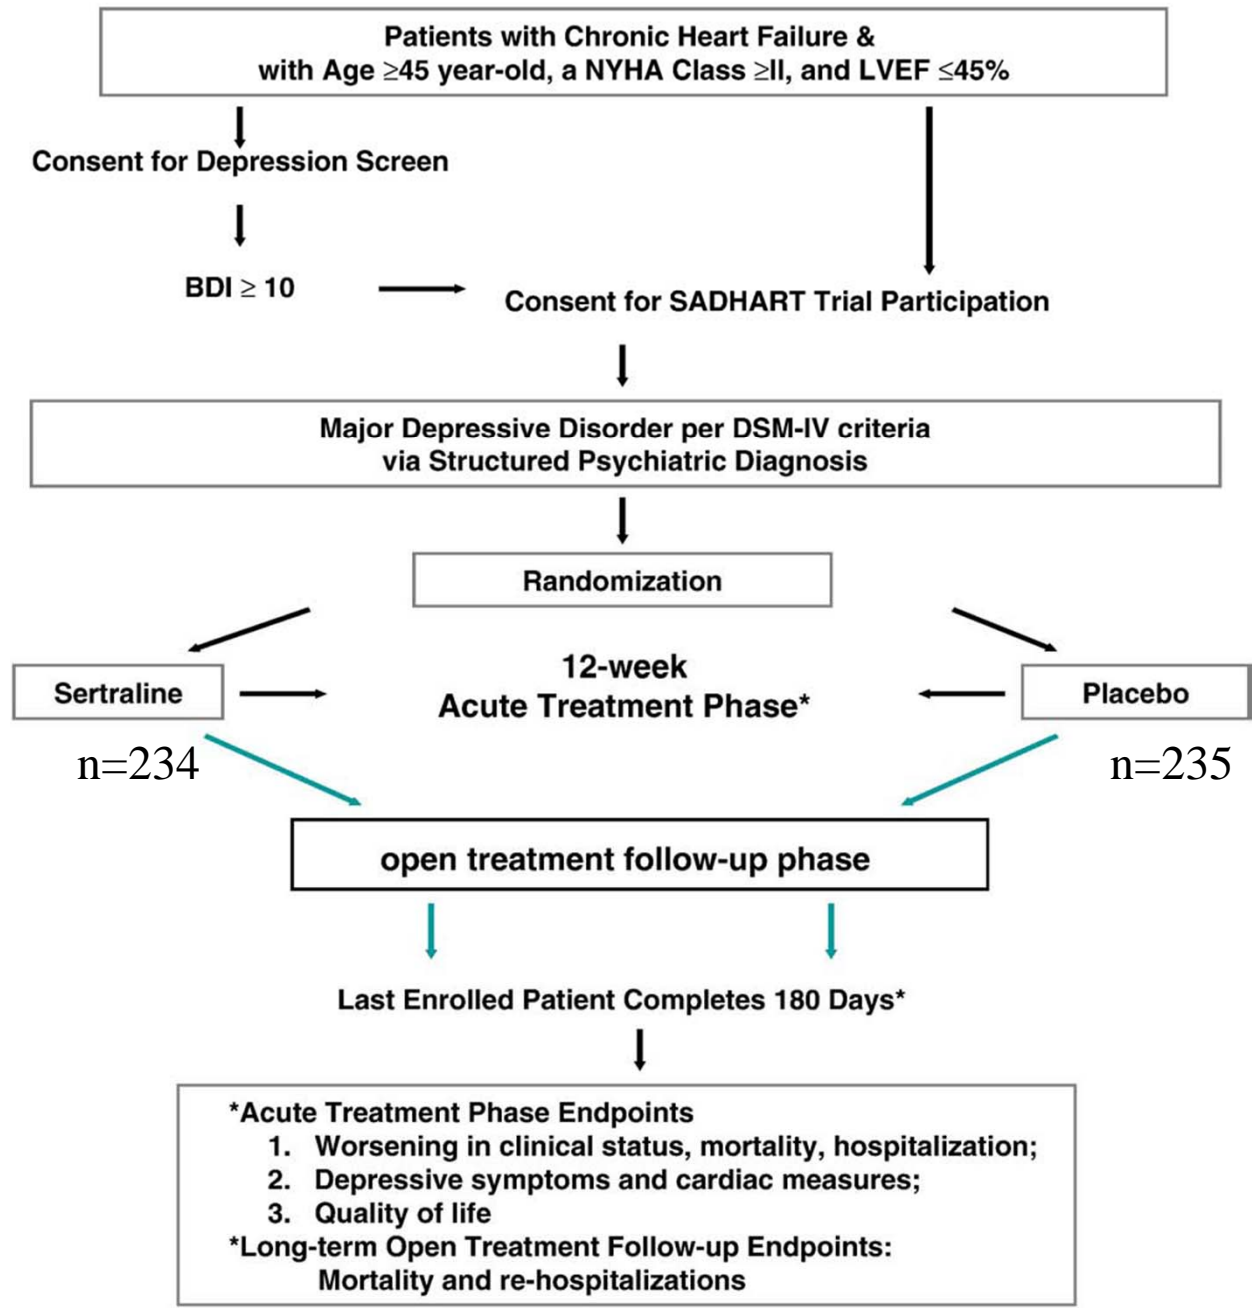 Patients with Chronic Heart Failure &
with Age ≥45 year-old, a NYHA Class ≥II, and LVEF ≤45%
Consent for Depression Screen
BDI ≥ 10
Consent for SADHART Trial Participation
Major Depressive Disorder per DSM-IV criteria
via Structured Psychiatric Diagnosis
Randomization
Sertraline
12-week
Acute Treatment Phase*
Placebo
n=234
n=235
open treatment follow-up phase
Last Enrolled Patient Completes 180 Days*
*Acute Treatment Phase Endpoints
1. Worsening in clinical status, mortality, hospitalization;
2. Depressive symptoms and cardiac measures;
3. Quality of life
*Long-term Open Treatment Follow-up Endpoints:
Mortality and re-hospitalizations